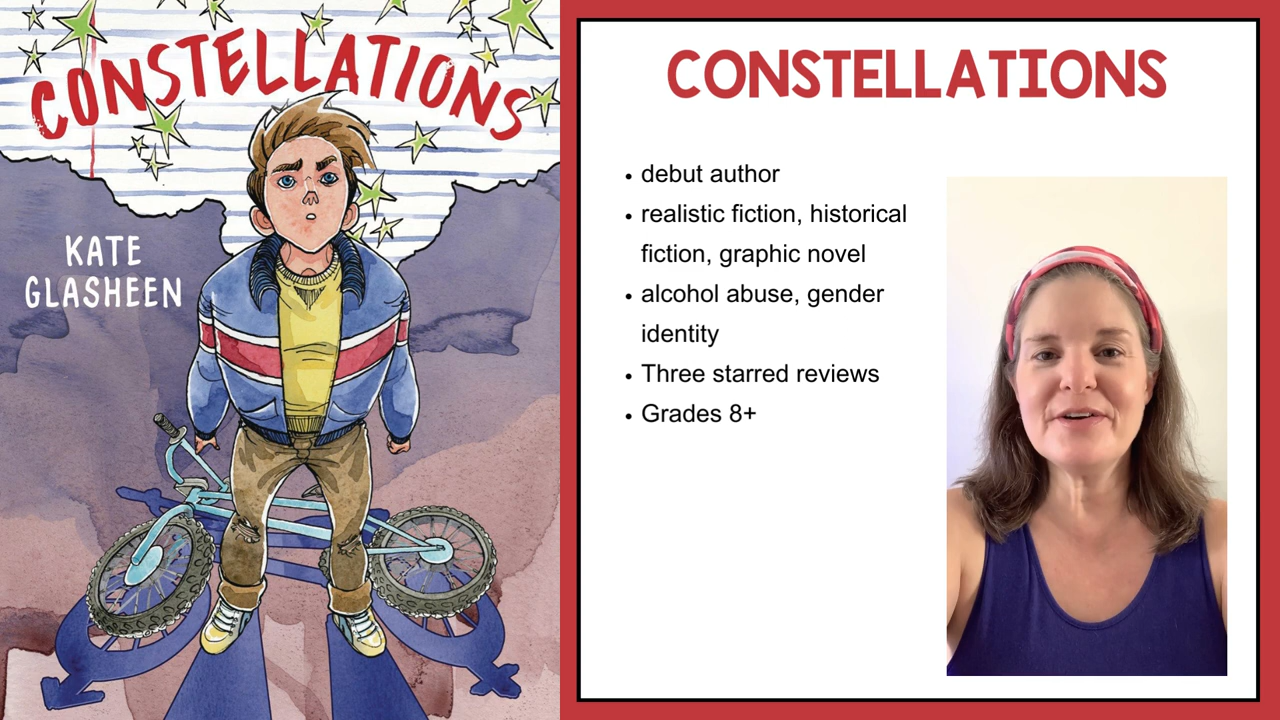 CONSTELLATIONS
KATE
GLASHEEN
CONSTELLATIONS
• debut author
• realistic fiction, historical
fiction, graphic novel
• alcohol abuse, gender
identity
• Three starred reviews
• Grades 8+